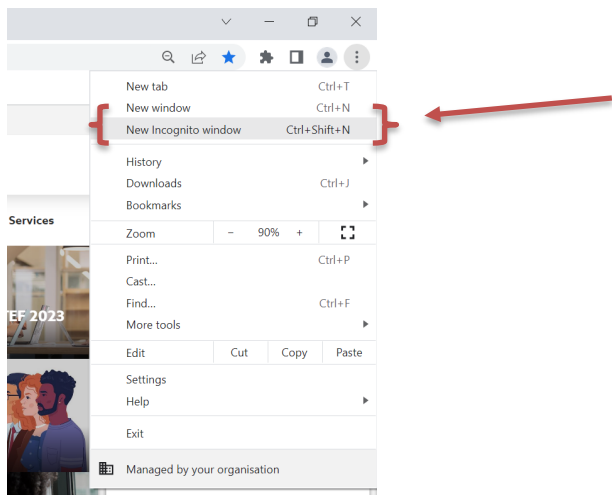 New tab Ctrl+T
New window Ctrl+N
New Incognito window Ctrl+Shift+N
History
Downloads Ctrl+J
Bookmarks
Services
Zoom - 90% +
Print... Ctrl+P
Cast...
Find... Ctrl+F
TEF 2023
More tools
Edit Cut Copy Paste
Settings
Help
Exit
Managed by your organisation